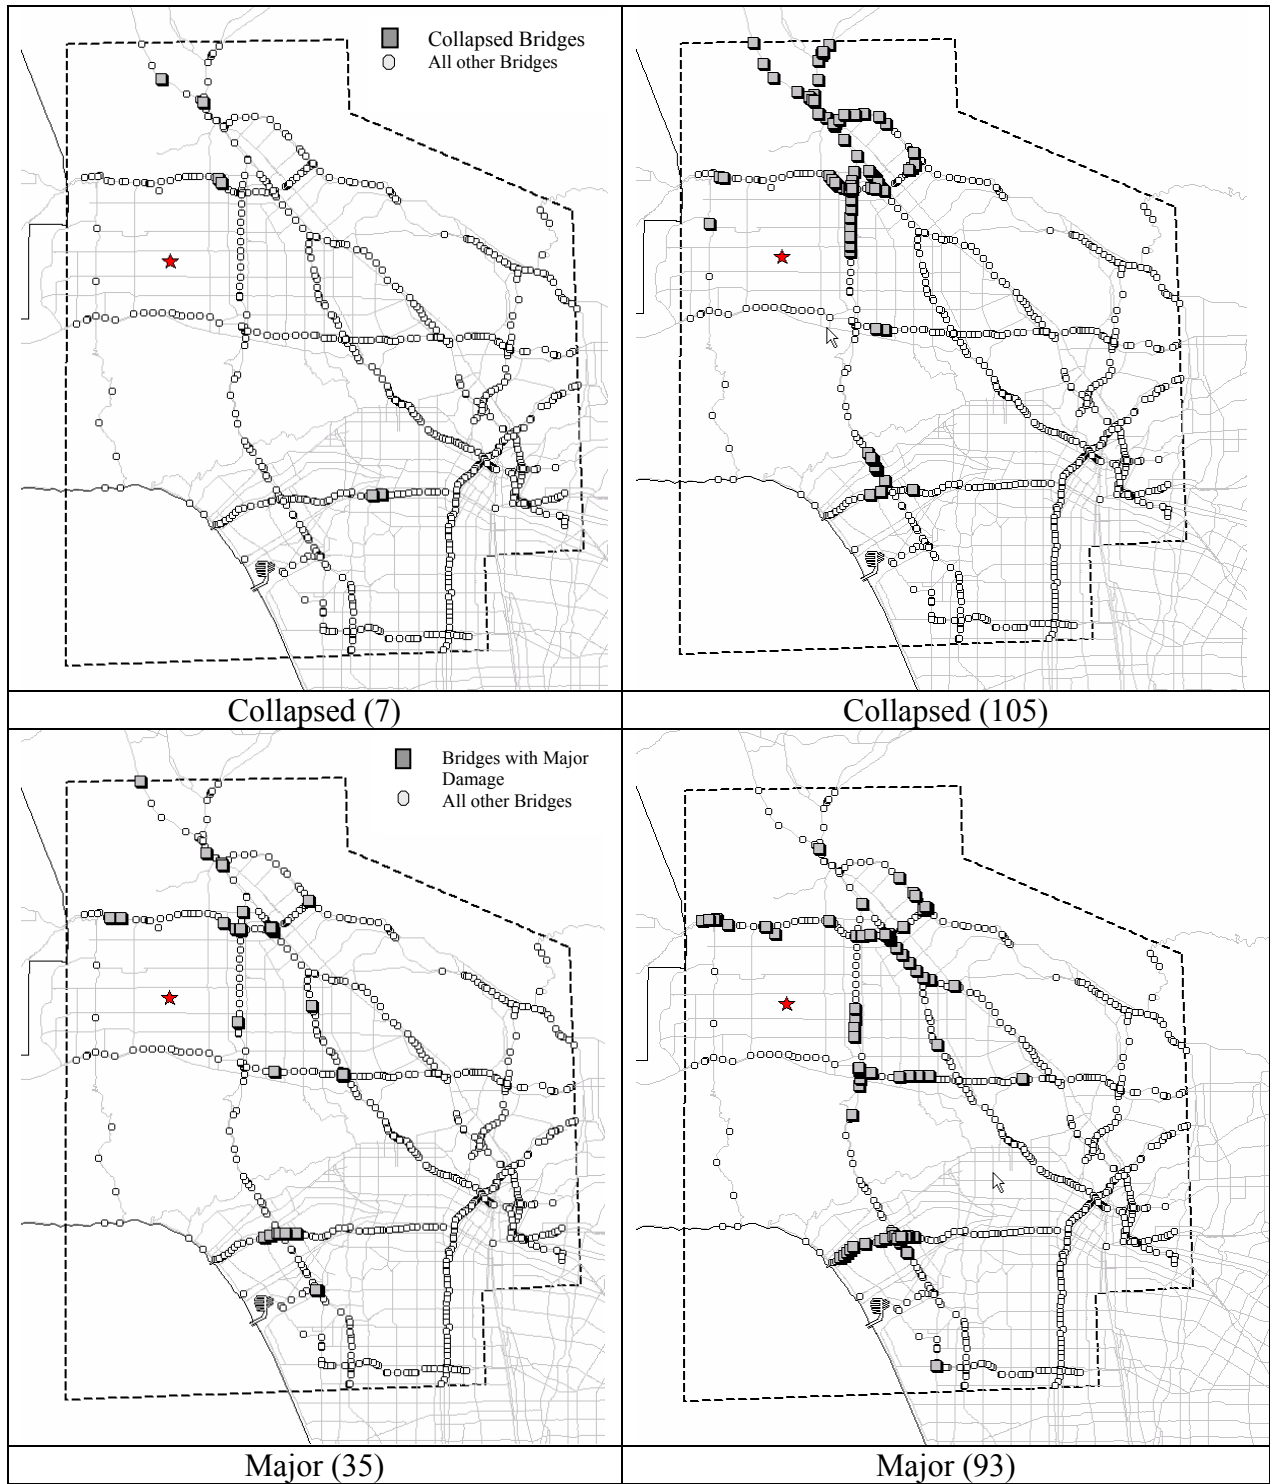 Collapsed Bridges
All other Bridges
Collapsed (7)
Collapsed (105)
Bridges with Major
Damage
All other Bridges
Major (35)
Major (93)